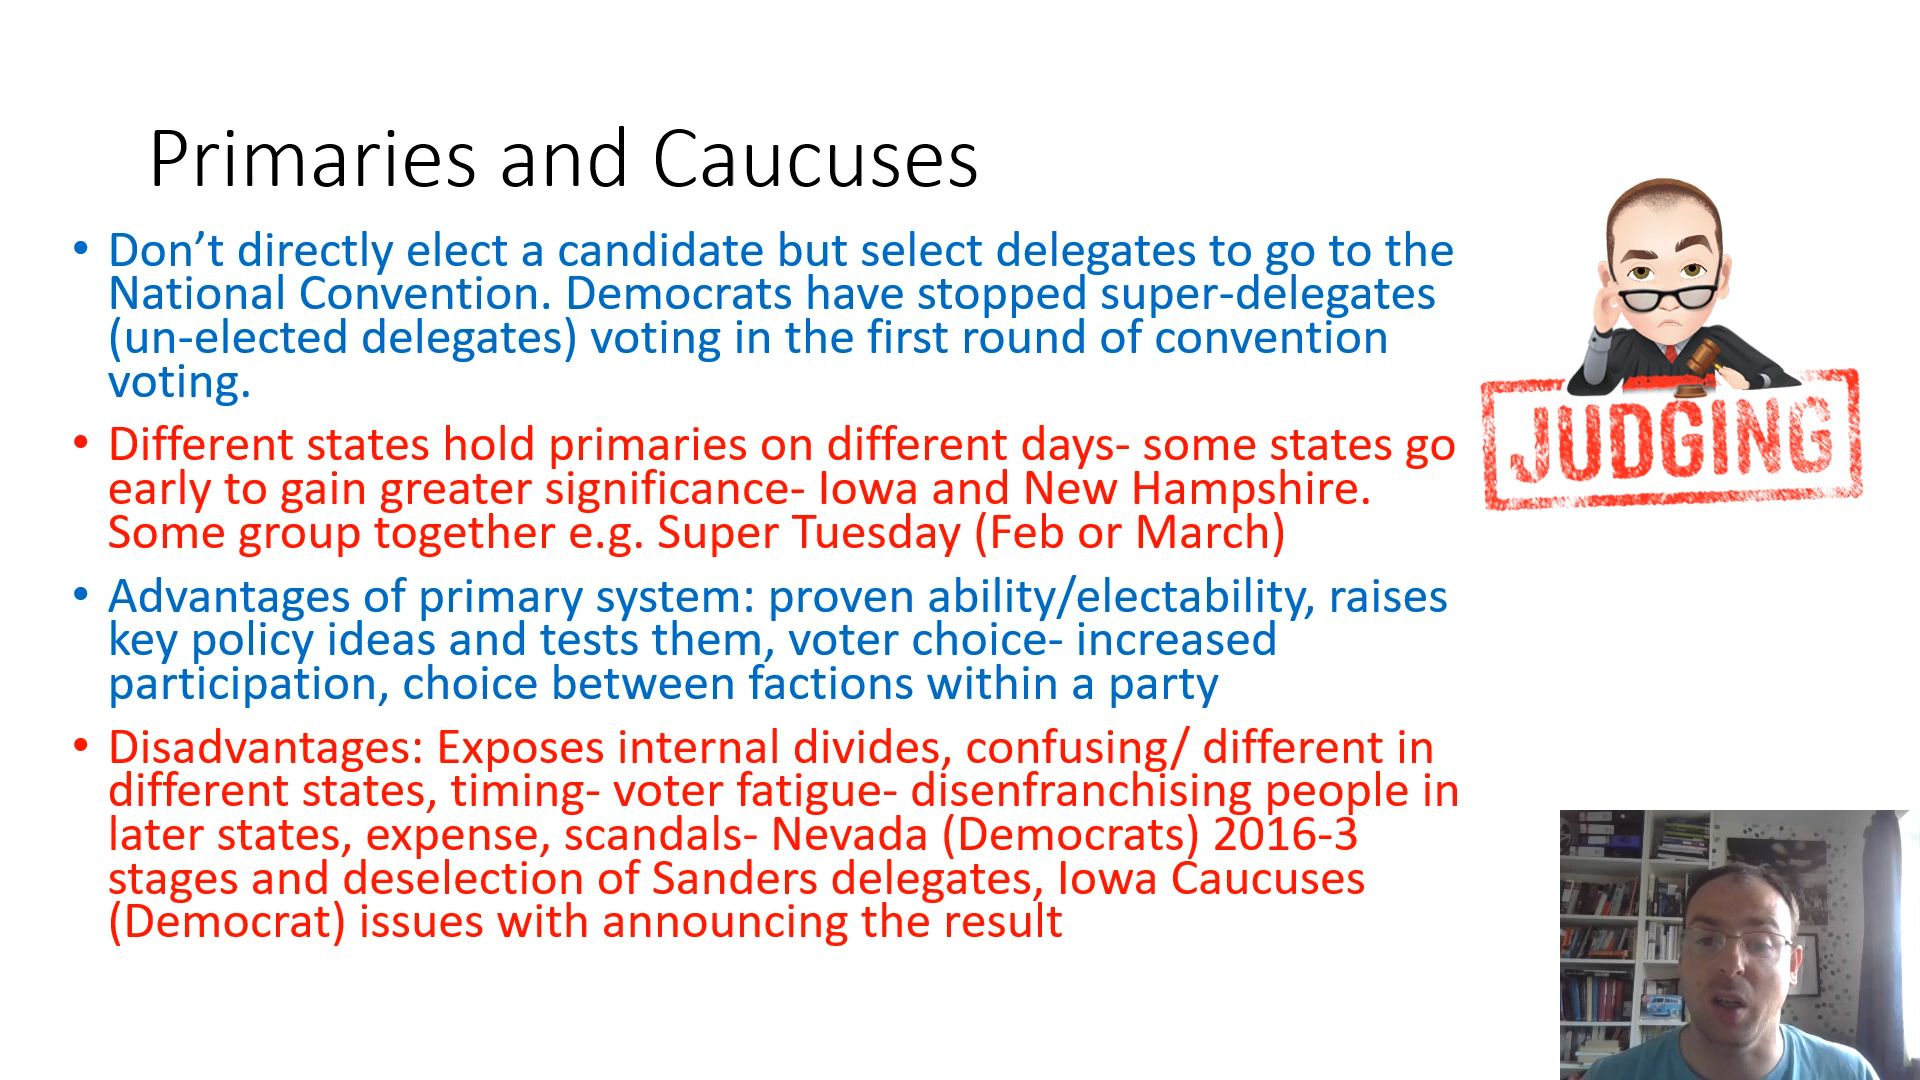 Primaries and Caucuses
• Don’t directly elect a candidate but select delegates to go to the
National Convention. Democrats have stopped super-delegates
(un-elected delegates) voting in the first round of convention
voting.
• Different states hold primaries on different days- some states go
early to gain greater significance- Iowa and New Hampshire.
Some group together e.g. Super Tuesday (Feb or March)
• Advantages of primary system: proven ability/electability, raises
key policy ideas and tests them, voter choice- increased
participation, choice between factions within a party
• Disadvantages: Exposes internal divides, confusing/ different in
different states, timing- voter fatigue- disenfranchising people in
later states, expense, scandals- Nevada (Democrats) 2016-3
stages and deselection of Sanders delegates, Iowa Caucuses
(Democrat) issues with announcing the result
JUDGING